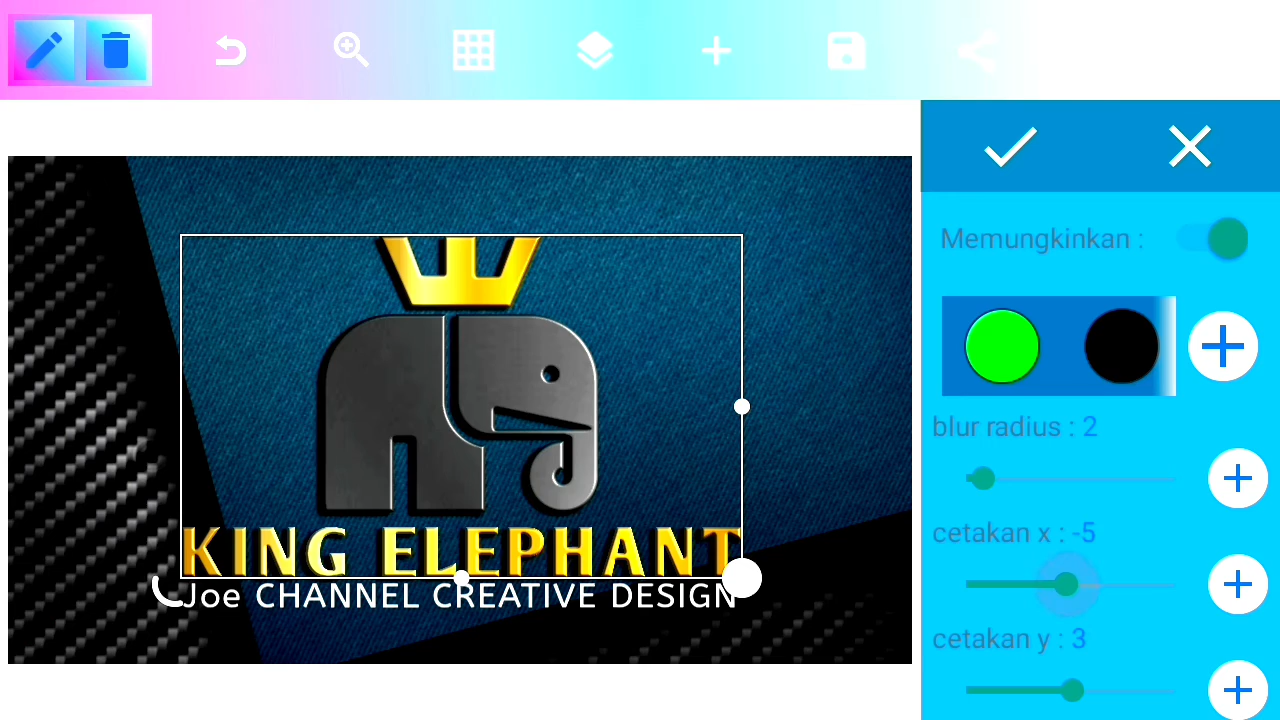 KING ELEPHANT
Joe CHANNEL CREATIVE DESIGN
Memungkinkan :
blur radius : 2
cetakan x : -5
cetakan y : 3